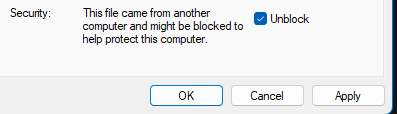 Security: This file came from another
computer and might be blocked to
help protect this computer.
Unblock
OK Cancel Apply